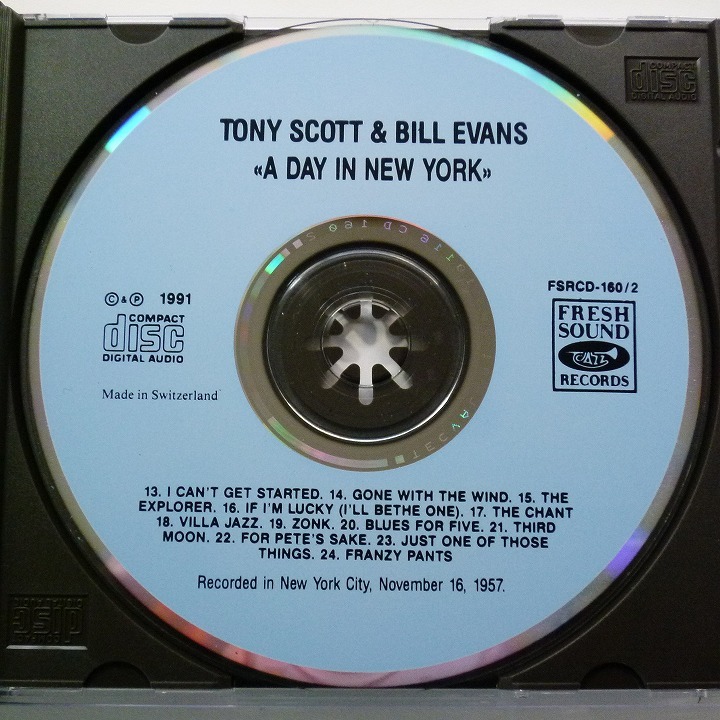 COMPACT
disc
DIGITAL AUDIO
TONY SCOTT & BILL EVANS
«A DAY IN NEW YORK»
© & ℗ 1991
COMPACT
disc
DIGITAL AUDIO
Made in Switzerland
FSRCD-160/2
FRESH
SOUND
JAZZ
RECORDS
13. I CAN'T GET STARTED. 14. GONE WITH THE WIND. 15. THE
EXPLORER. 16. IF I'M LUCKY (I'LL BETHE ONE). 17. THE CHANT
18. VILLA JAZZ. 19. ZONK. 20. BLUES FOR FIVE. 21. THIRD
MOON. 22. FOR PETE'S SAKE. 23. JUST ONE OF THOSE
THINGS. 24. FRANZY PANTS
Recorded in New York City, November 16, 1957.